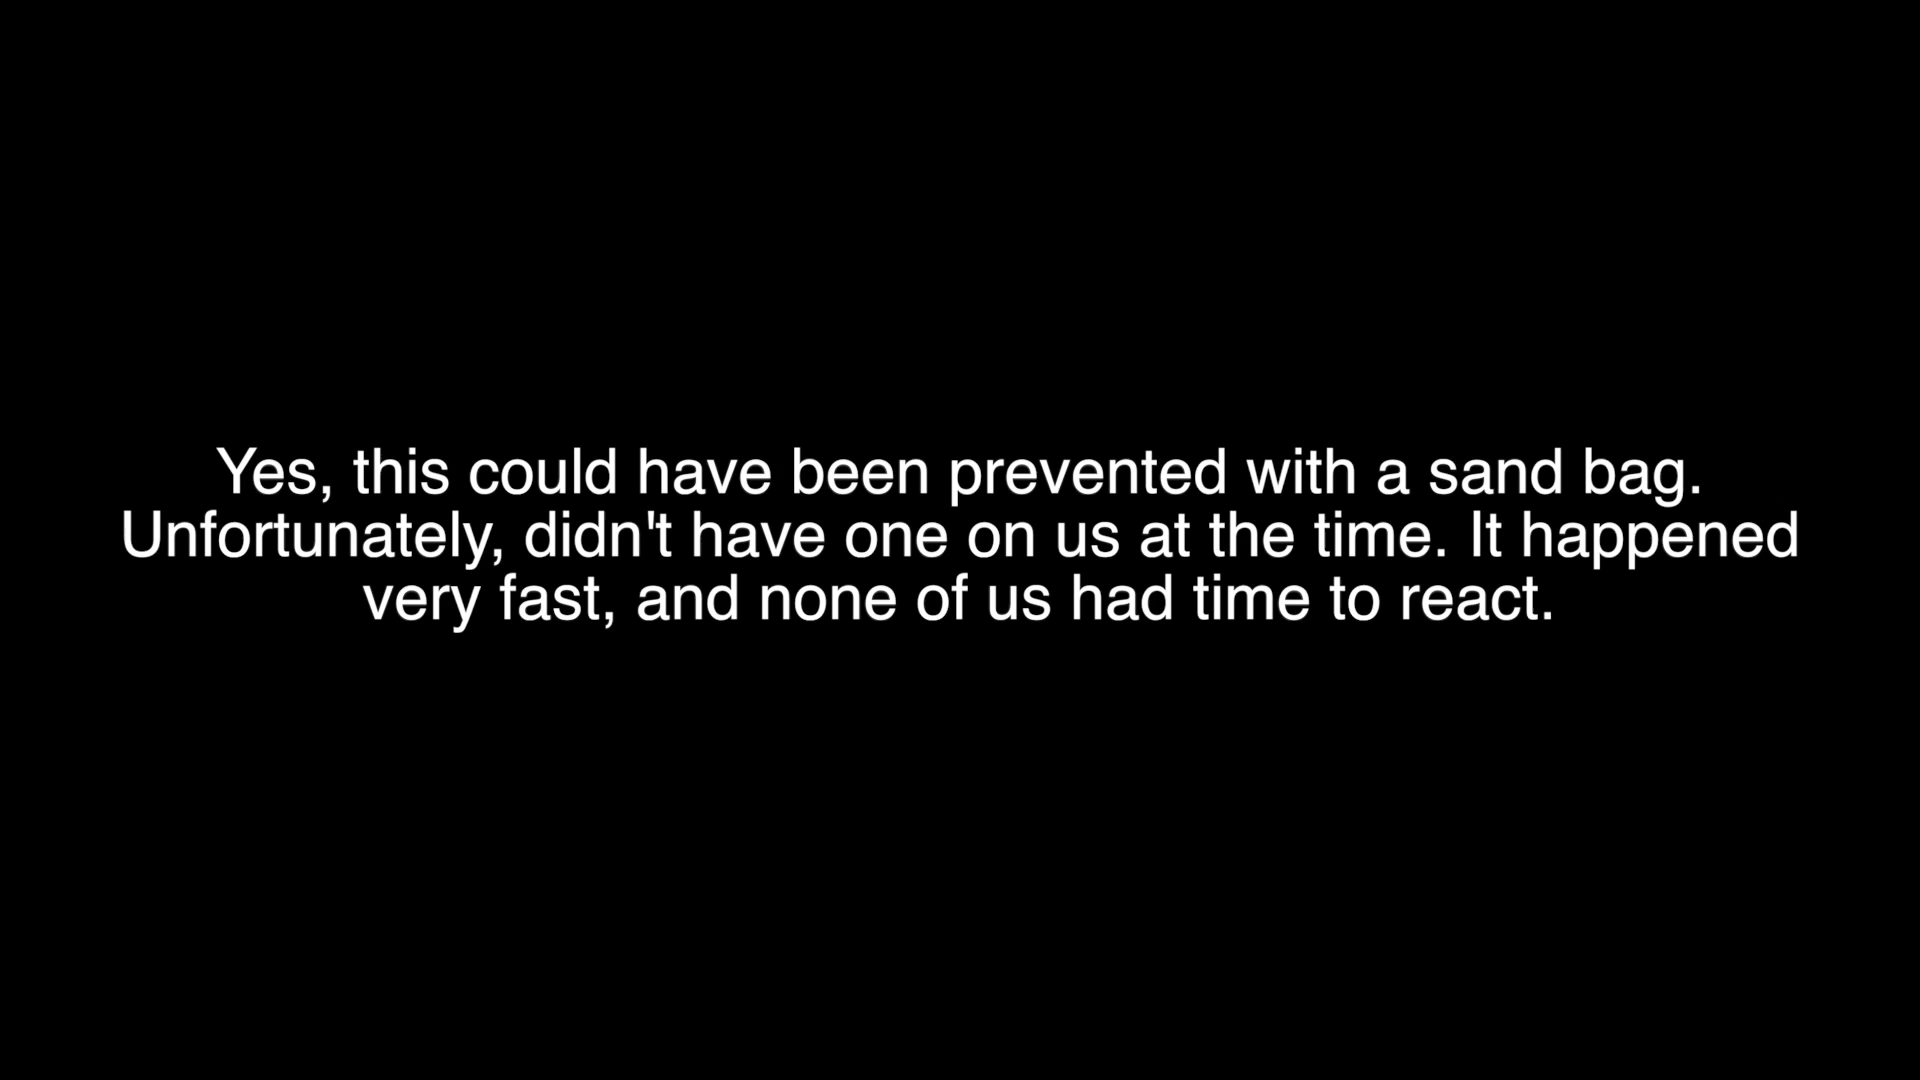 Yes, this could have been prevented with a sand bag.
Unfortunately, didn't have one on us at the time. It happened
very fast, and none of us had time to react.